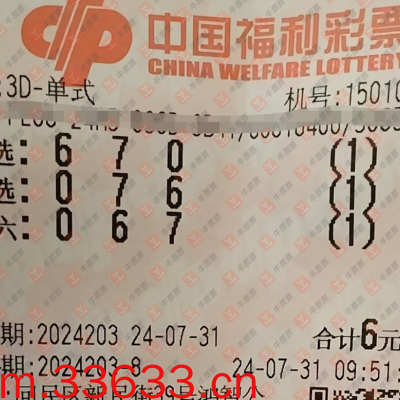 中国福利彩票
CHINA WELFARE LOTTERY
:3D-单式 机号:15010
选:6 7 0 (1)
选:0 7 6 (1)
六:0 6 7 (1)
期:2024203 24-07-31 合计6元
期:2024203-8 24-07-31 09:51
m.33633.cn